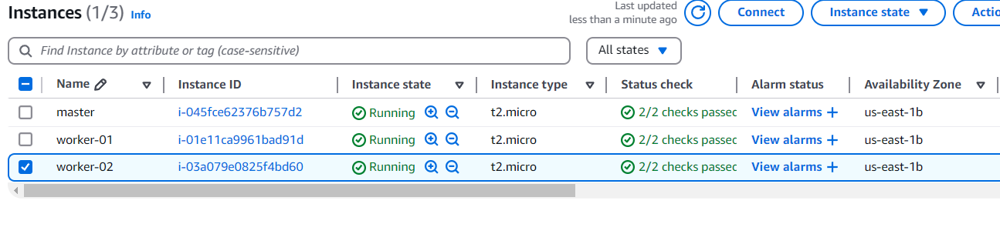 Instances (1/3) Info
Last updated
less than a minute ago
Connect
Instance state
Actio
Find Instance by attribute or tag (case-sensitive)
All states
Name Instance ID Instance state Instance type Status check Alarm status Availability Zone
master i-045fce62376b757d2 Running t2.micro 2/2 checks passec View alarms + us-east-1b
worker-01 i-01e11ca9961bad91d Running t2.micro 2/2 checks passec View alarms + us-east-1b
worker-02 i-03a079e0825f4bd60 Running t2.micro 2/2 checks passec View alarms + us-east-1b